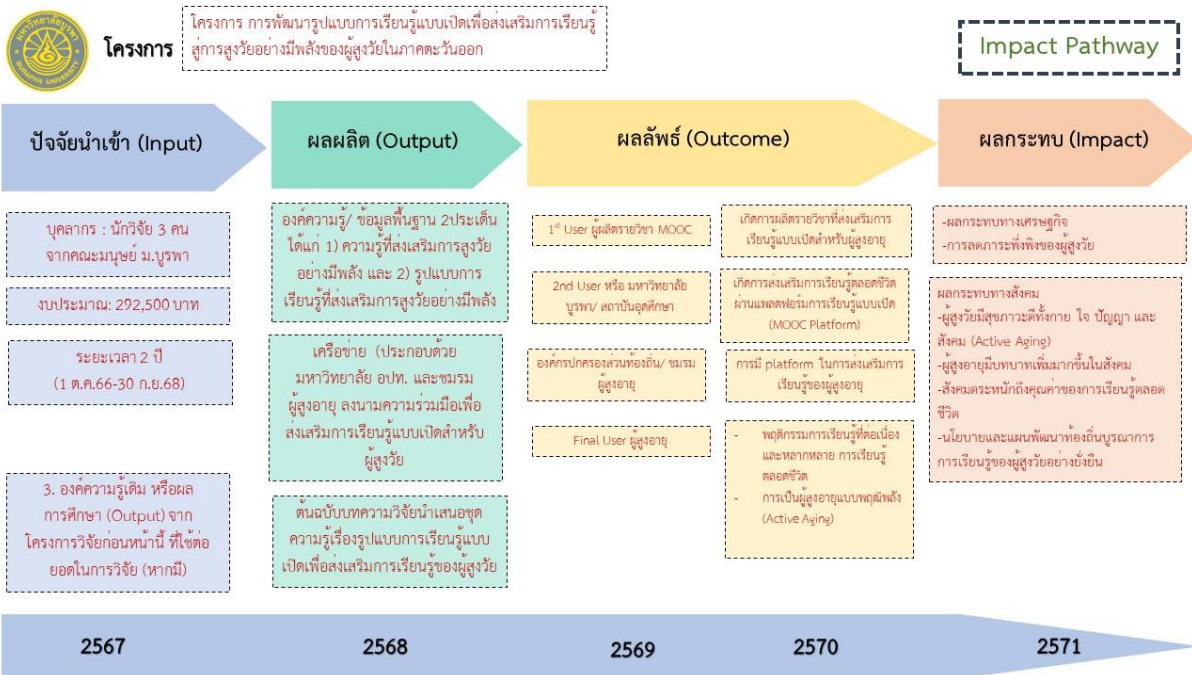 มหาวิทยาลัยบูรพา
BURAPHA UNIVERSITY
โครงการ
โครงการ การพัฒนารูปแบบการเรียนรู้แบบเปิดเพื่อส่งเสริมการเรียนรู้
สู่การสูงวัยอย่างมีพลังของผู้สูงวัยในภาคตะวันออก
Impact Pathway
ปัจจัยนำเข้า (Input)
ผลผลิต (Output)
ผลลัพธ์ (Outcome)
ผลกระทบ (Impact)
บุคลากร : นักวิจัย 3 คน
จากคณะมนุษย์ ม.บูรพา
งบประมาณ: 292,500 บาท
ระยะเวลา 2 ปี
(1 ต.ค.66-30 ก.ย.68)
3. องค์ความรู้เดิม หรือผล
การศึกษา (Output) จาก
โครงการวิจัยก่อนหน้านี้ ที่ใช้ต่อ
ยอดในการวิจัย (หากมี)
องค์ความรู้/ ข้อมูลพื้นฐาน 2ประเด็น
ได้แก่ 1) ความรู้ที่ส่งเสริมการสูงวัย
อย่างมีพลัง และ 2) รูปแบบการ
เรียนรู้ที่ส่งเสริมการสูงวัยอย่างมีพลัง
เครือข่าย (ประกอบด้วย
มหาวิทยาลัย อปท. และชมรม
ผู้สูงอายุ ลงนามความร่วมมือเพื่อ
ส่งเสริมการเรียนรู้แบบเปิดสำหรับ
ผู้สูงวัย
ต้นฉบับบทความวิจัยนำเสนอชุด
ความรู้เรื่องรูปแบบการเรียนรู้แบบ
เปิดเพื่อส่งเสริมการเรียนรู้ของผู้สูงวัย
1st User ผู้ผลิตรายวิชา MOOC
2nd User หรือ มหาวิทยาลัย
บูรพา/ สถาบันอุดศึกษา
องค์กรปกครองส่วนท้องถิ่น/ ชมรม
ผู้สูงอายุ
Final User ผู้สูงอายุ
เกิดการผลิตรายวิชาที่ส่งเสริมการ
เรียนรู้แบบเปิดสำหรับผู้สูงอายุ
เกิดการส่งเสริมการเรียนรู้ตลอดชีวิต
ผ่านแพลตฟอร์มการเรียนรู้แบบเปิด
(MOOC Platform)
การมี platform ในการส่งเสริมการ
เรียนรู้ของผู้สูงอายุ
- พฤติกรรมการเรียนรู้ที่ต่อเนื่อง
และหลากหลาย การเรียนรู้
ตลอดชีวิต
- การเป็นผู้สูงอายุแบบพฤฒพลัง
(Active Aging)
-ผลกระทบทางเศรษฐกิจ
-การลดภาระพึ่งพิงของผู้สูงวัย
ผลกระทบทางสังคม
-ผู้สูงวัยมีสุขภาวะดีทั้งกาย ใจ ปัญญา และ
สังคม (Active Aging)
-ผู้สูงอายุมีบทบาทเพิ่มมากขึ้นในสังคม
-สังคมตระหนักถึงคุณค่าของการเรียนรู้ตลอด
ชีวิต
-นโยบายและแผนพัฒนาท้องถิ่นบูรณาการ
การเรียนรู้ของผู้สูงวัยอย่างยั่งยืน
2567
2568
2569
2570
2571